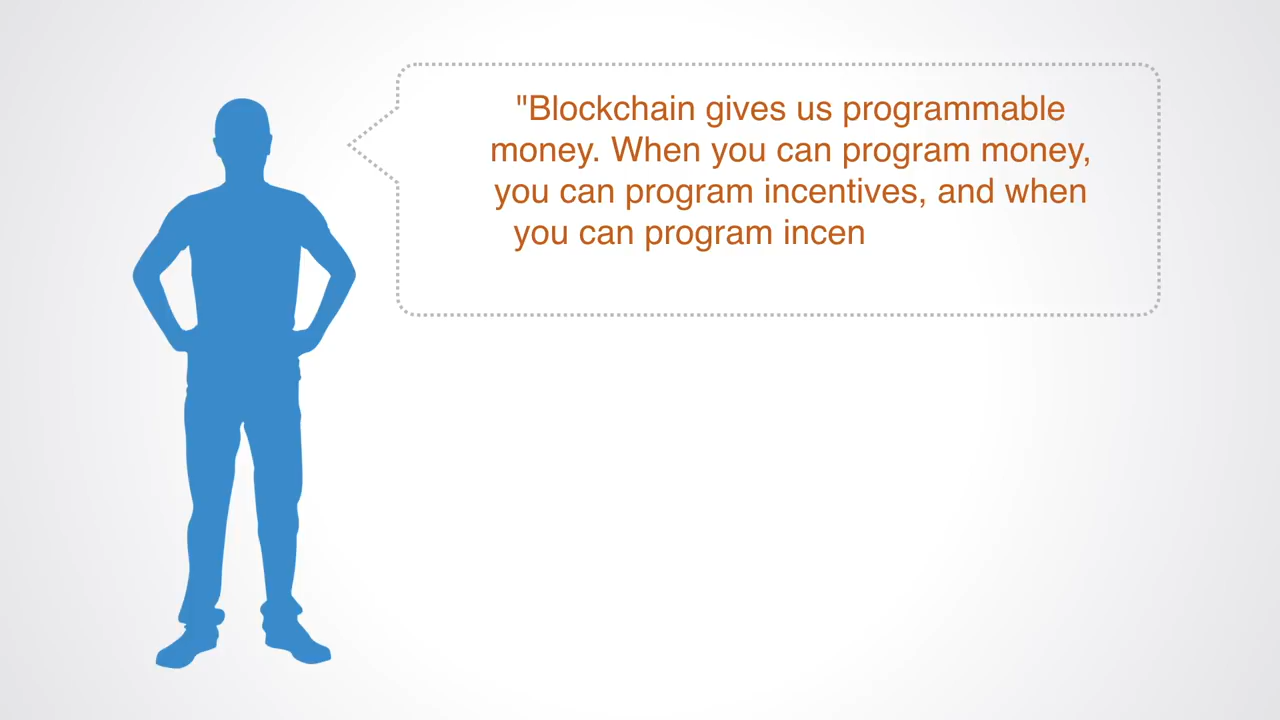 "Blockchain gives us programmable
money. When you can program money,
you can program incentives, and when
you can program incen